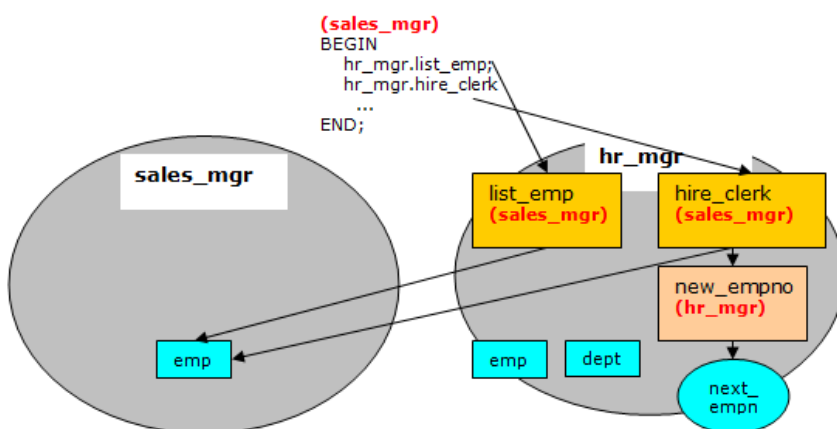 (sales_mgr)
BEGIN
hr_mgr.list_emp;
hr_mgr.hire_clerk
...
END;
sales_mgr
hr_mgr
list_emp
(sales_mgr)
hire_clerk
(sales_mgr)
new_empno
(hr_mgr)
emp
emp
dept
next_
empn